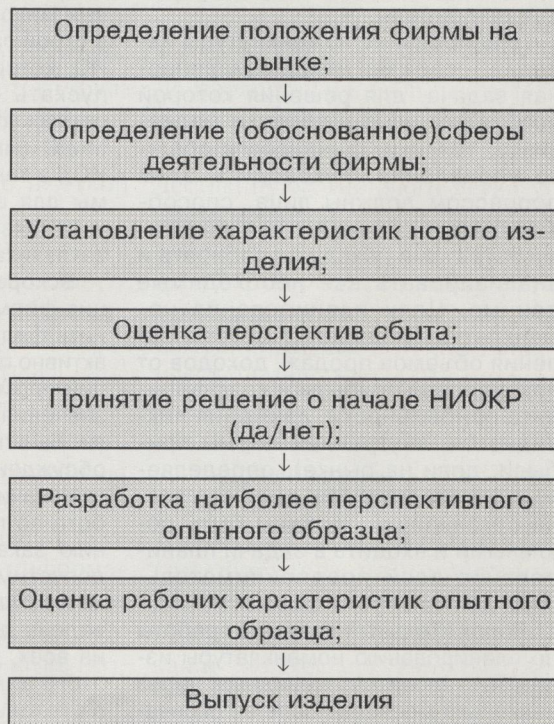 Определение положения фирмы на
рынке;
↓
Определение (обоснованное)сферы
деятельности фирмы;
↓
Установление характеристик нового из-
делия;
↓
Оценка перспектив сбыта;
↓
Принятие решение о начале НИОКР
(да/нет);
↓
Разработка наиболее перспективного
опытного образца;
↓
Оценка рабочих характеристик опытного
образца;
↓
Выпуск изделия